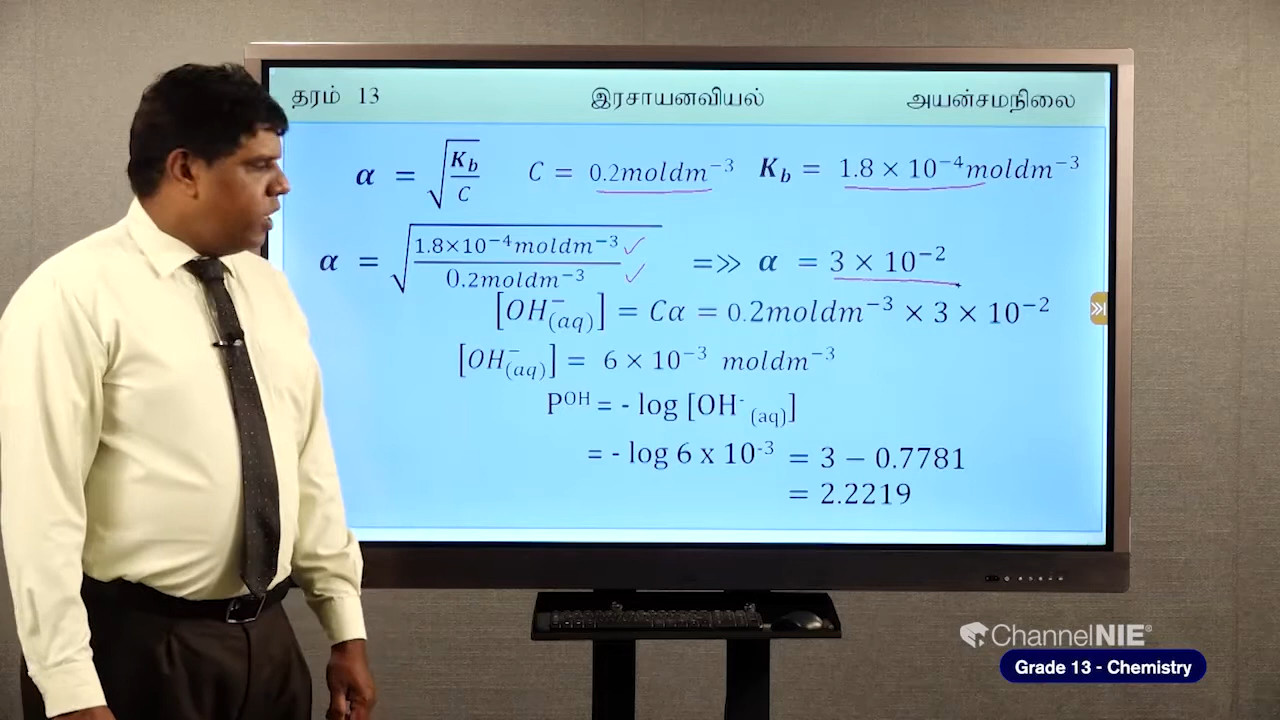 தரம் 13 இரசாயனவியல் அயன்சமநிலை
α = √(K_b/C) C = 0.2moldm⁻³ K_b = 1.8 × 10⁻⁴moldm⁻³
α = √(1.8×10⁻⁴moldm⁻³/0.2moldm⁻³) =≫ α = 3 × 10⁻²
[OH⁻(aq)] = Cα = 0.2moldm⁻³ × 3 × 10⁻²
[OH⁻(aq)] = 6 × 10⁻³ moldm⁻³
Pᴼᴴ = - log [OH⁻ (aq)]
= - log 6 x 10⁻³ = 3 − 0.7781
= 2.2219
ChannelNIE®
Grade 13 - Chemistry